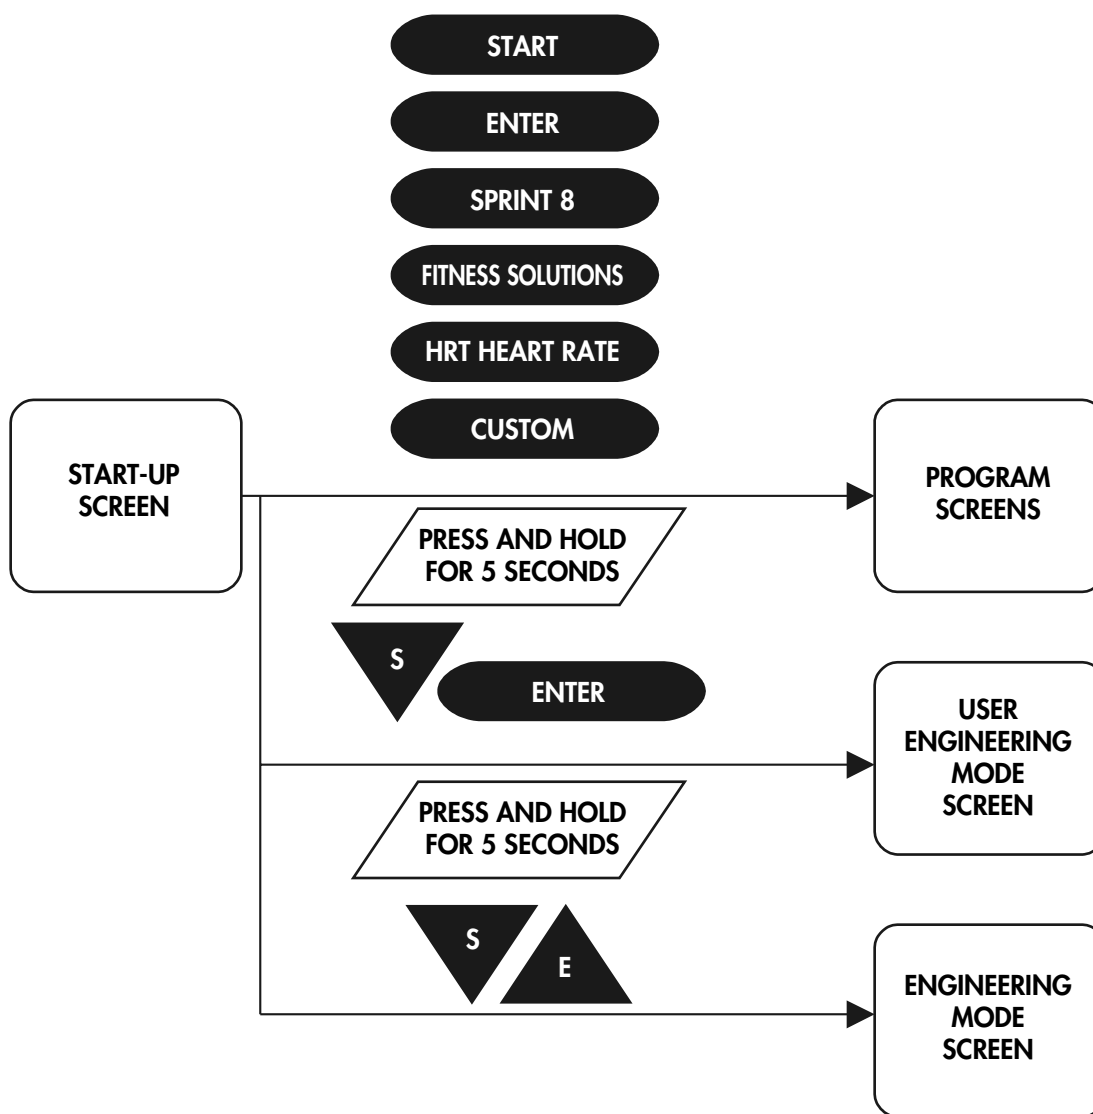 START
ENTER
SPRINT 8
FITNESS SOLUTIONS
HRT HEART RATE
CUSTOM
START-UP
SCREEN
PROGRAM
SCREENS
PRESS AND HOLD
FOR 5 SECONDS
S
ENTER
USER
ENGINEERING
MODE
SCREEN
PRESS AND HOLD
FOR 5 SECONDS
S
E
ENGINEERING
MODE
SCREEN